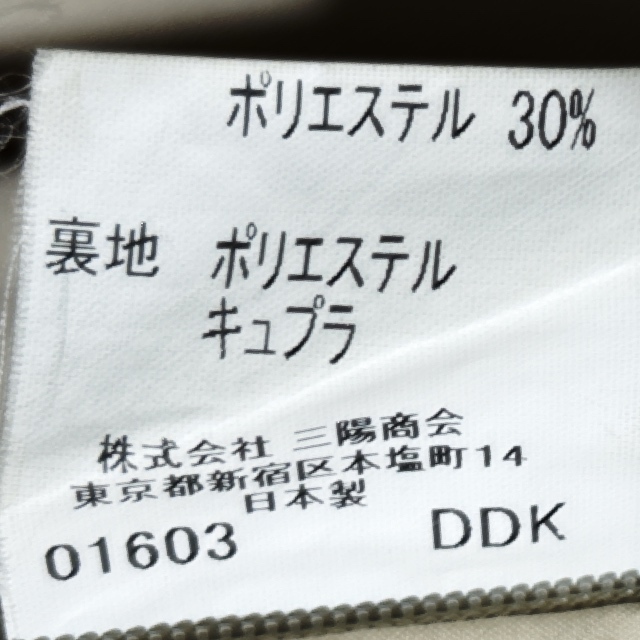 ポリエステル 30%
裏地 ポリエステル
キュプラ
株式会社 三陽商会
東京都新宿区本塩町14
日本製
01603 DDK